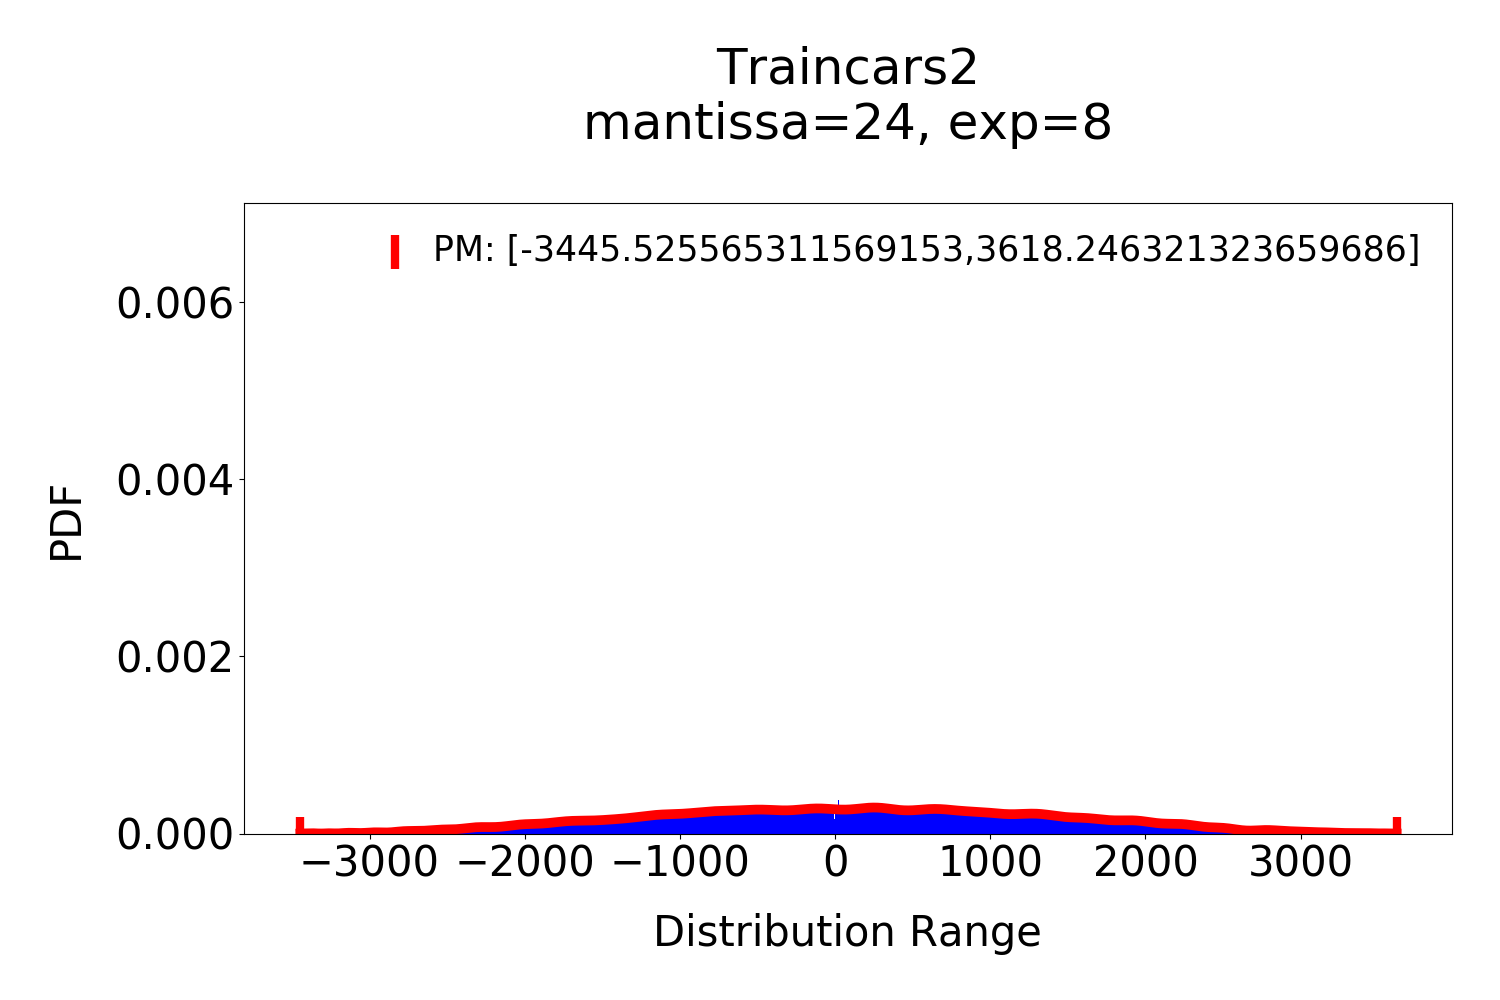 Traincars2
mantissa=24, exp=8
PM: [-3445.525565311569153,3618.246321323659686]
0.006
0.004
0.002
0.000
PDF
−3000 −2000 −1000 0 1000 2000 3000
Distribution Range